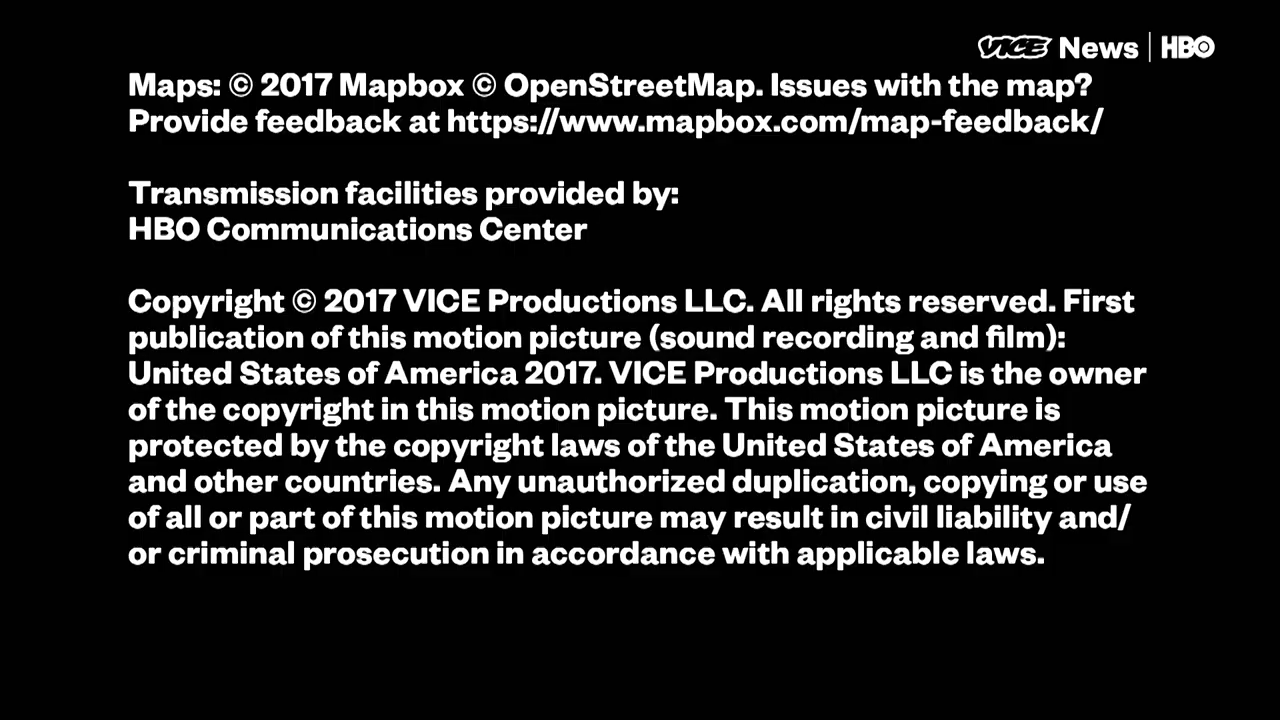 VICE News | HBO
Maps: © 2017 Mapbox © OpenStreetMap. Issues with the map?
Provide feedback at https://www.mapbox.com/map-feedback/
Transmission facilities provided by:
HBO Communications Center
Copyright © 2017 VICE Productions LLC. All rights reserved. First
publication of this motion picture (sound recording and film):
United States of America 2017. VICE Productions LLC is the owner
of the copyright in this motion picture. This motion picture is
protected by the copyright laws of the United States of America
and other countries. Any unauthorized duplication, copying or use
of all or part of this motion picture may result in civil liability and/
or criminal prosecution in accordance with applicable laws.